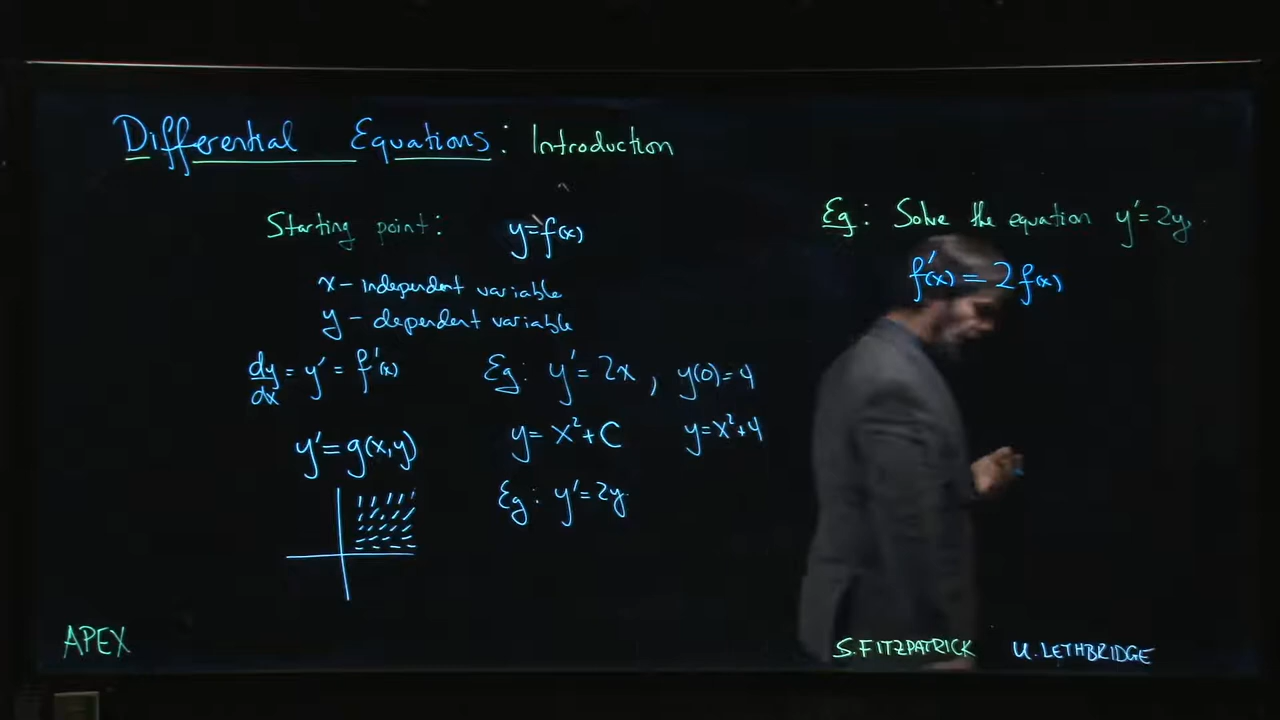 Differential Equations: Introduction
Starting point: y=f(x)
x - independent variable
y - dependent variable
dy/dx = y' = f'(x)
Eg: y' = 2x, y(0)=4
y'=g(x,y)
y= x²+C y=x²+4
Eg: y'=2y
Eg: Solve the equation y'=2y.
f'(x) = 2f(x)
APEX
S.FITZPATRICK U.LETHBRIDGE